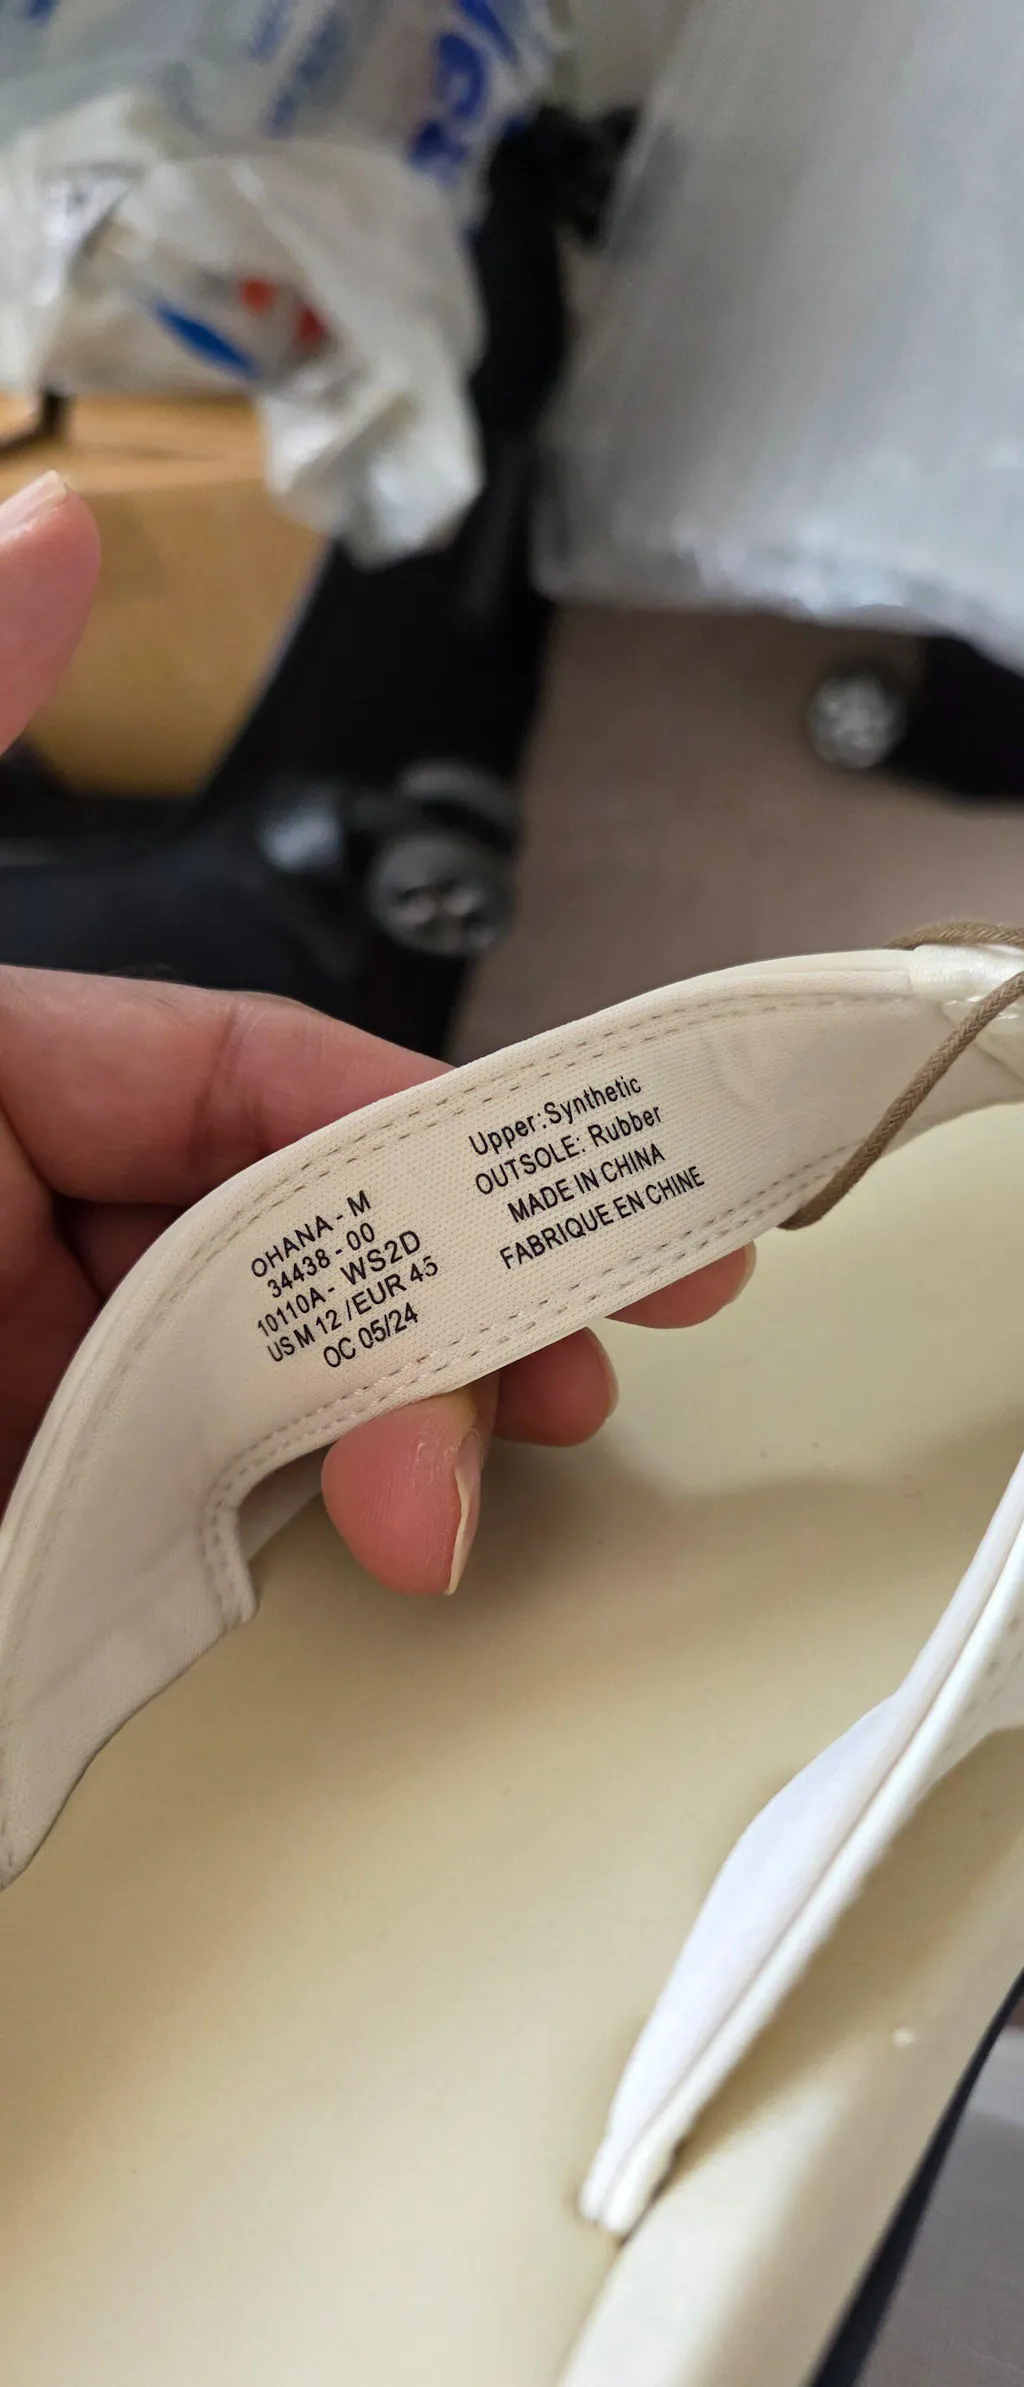 OHANA - M
34438 - 00
10110A - WS2D
US M 12 / EUR 45
OC 05/24
Upper:Synthetic
OUTSOLE: Rubber
MADE IN CHINA
FABRIQUE EN CHINE